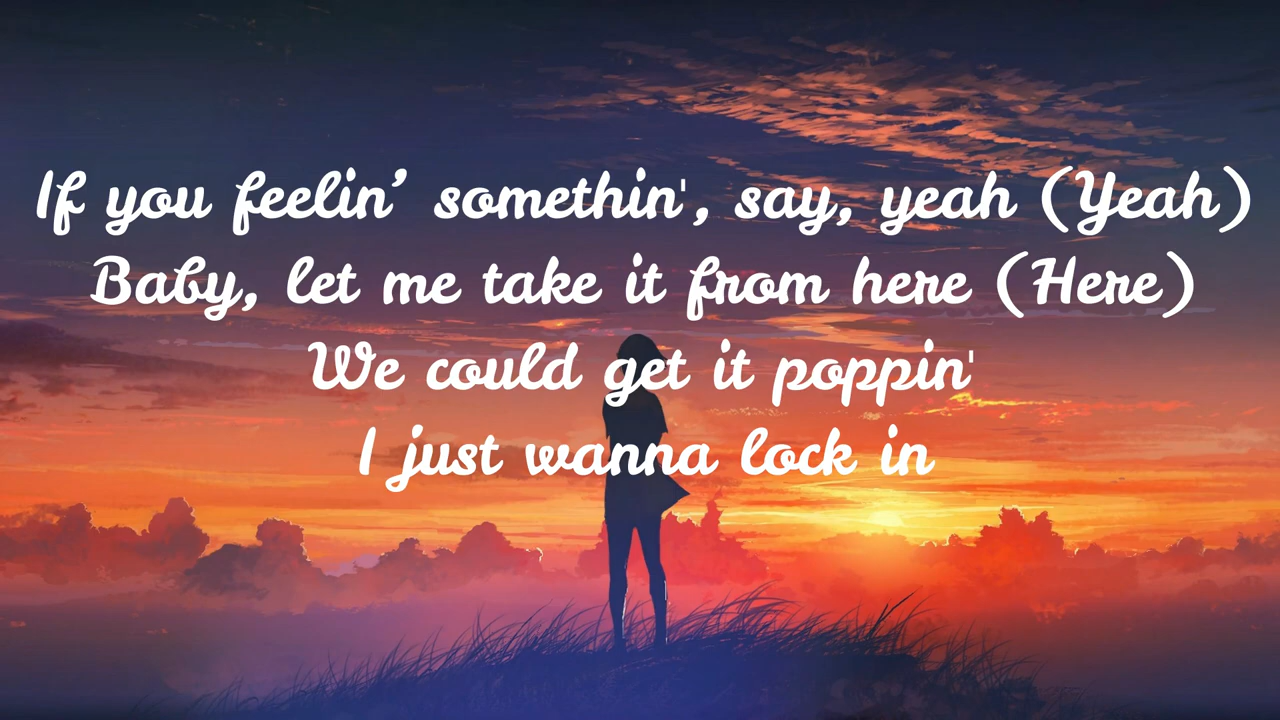 If you feelin’ somethin', say, yeah (Yeah)
Baby, let me take it from here (Here)
We could get it poppin'
I just wanna lock in